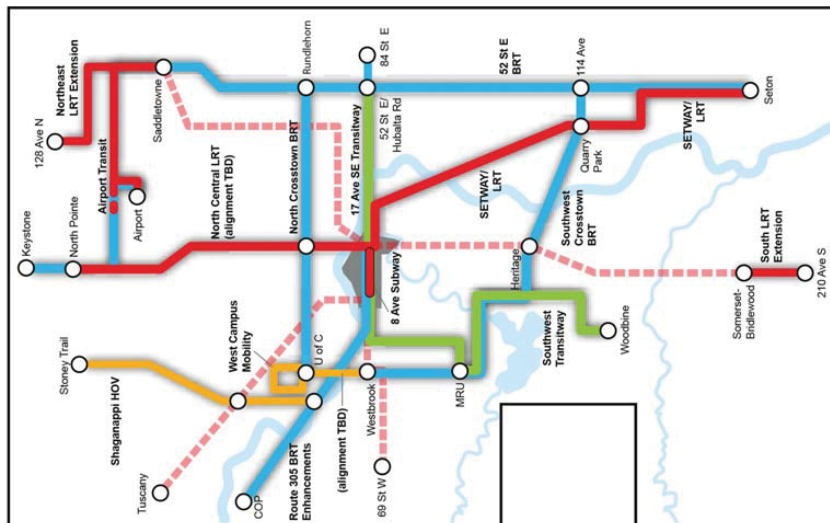 84 St  E
Rundlehorn
52 St E
BRT
114 Ave
Northeast
LRT Extension
Saddletowne
52 St  E/
Hubalta Rd
SETWAY/
LRT
Seton
128 Ave N
Airport Transit
Airport
North Crosstown BRT
17 Ave SE Transitway
Quarry
Park
North Central LRT
(alignment TBD)
SETWAY/
LRT
Southwest
Crosstown
BRT
Keystone
North Pointe
8 Ave Subway
Heritage
South LRT
Extension
Somerset-
Bridlewood
210 Ave S
West Campus
Mobility
U of C
Southwest
Transitway
Woodbine
Stoney Trail
Shaganappi HOV
Westbrook
MRU
(alignment TBD)
Tuscany
COP
Route 305 BRT
Enhancements
69 St W